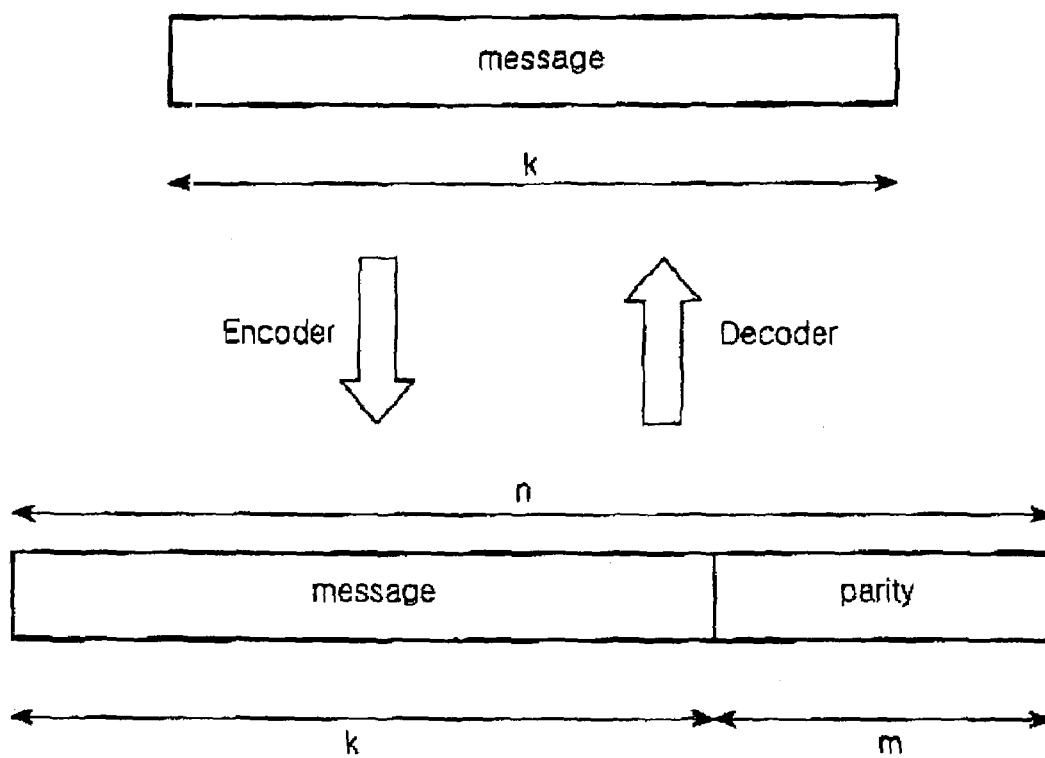 message
k
Encoder
Decoder
n
message
parity
k
m